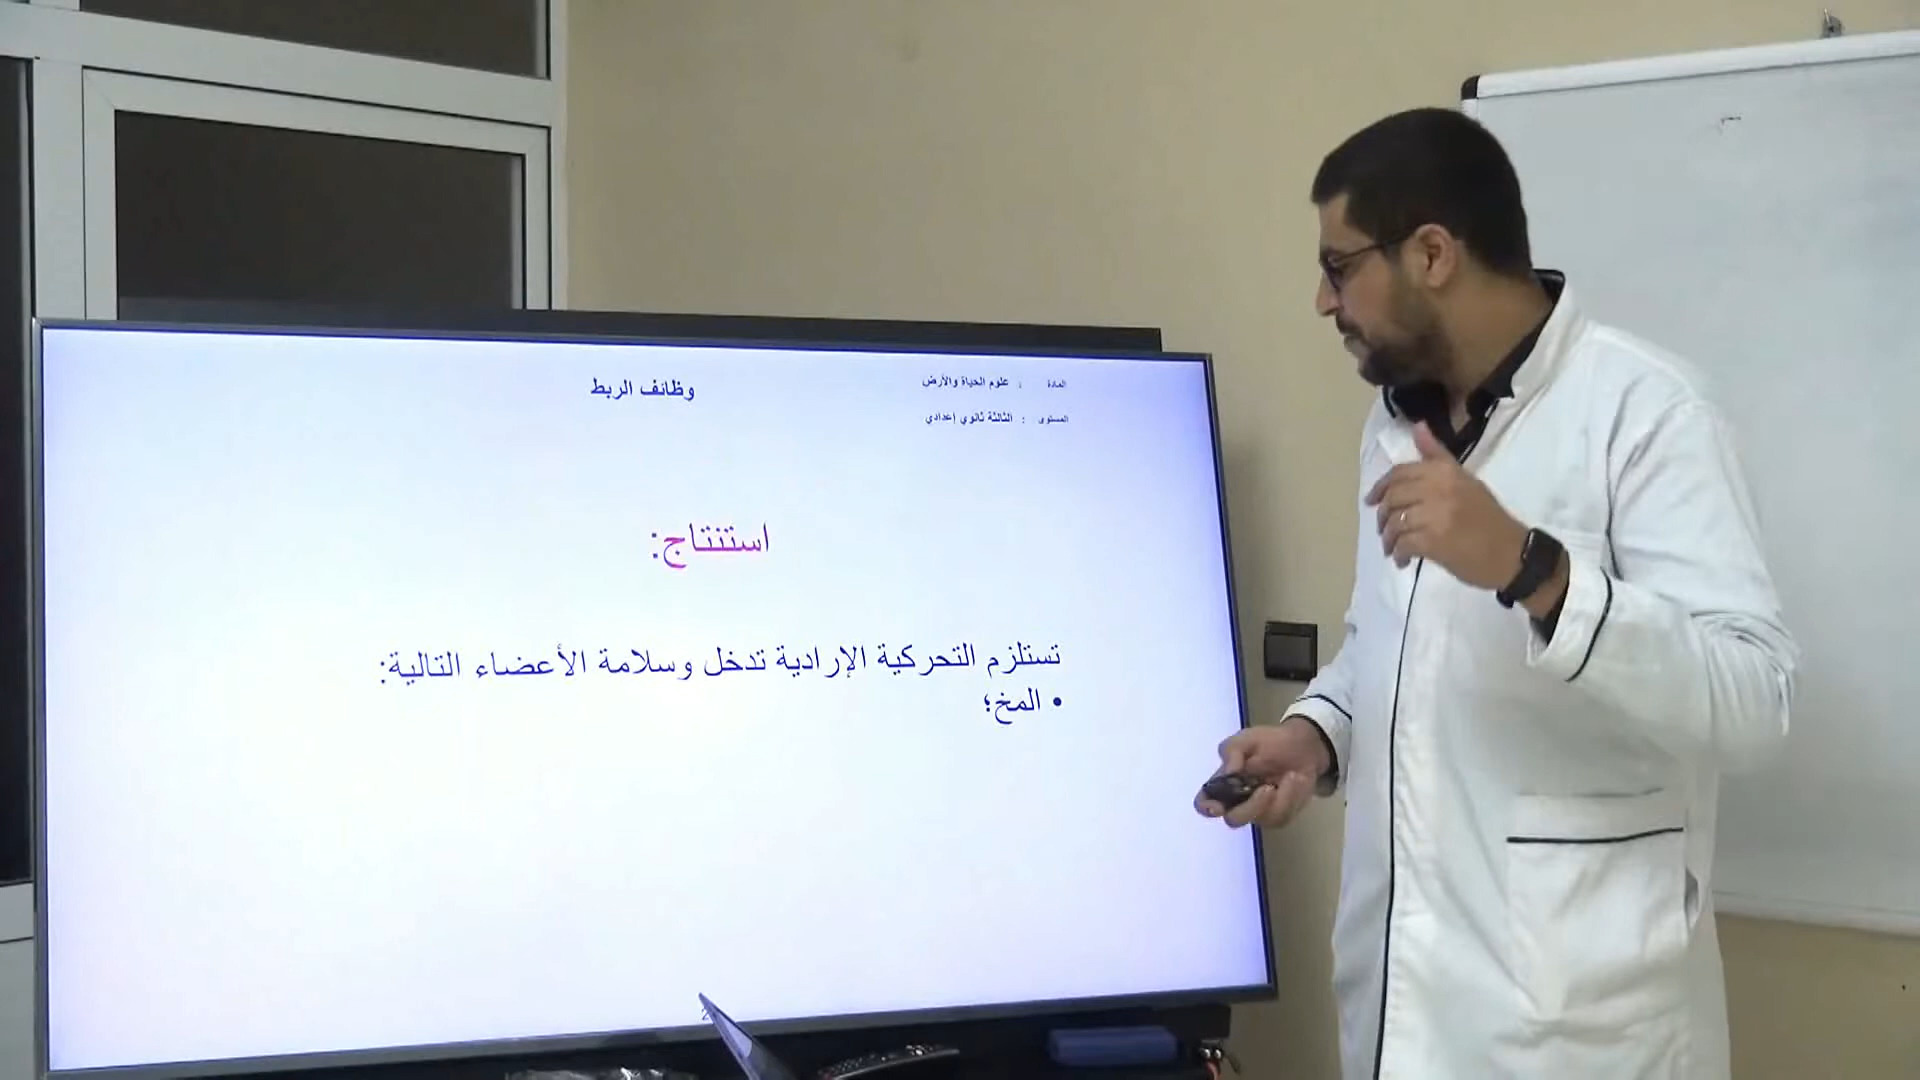 المادة : علوم الحياة والأرض
وظائف الربط
المستوى : الثالثة ثانوي إعدادي
استنتاج:
تستلزم التحركية الإرادية تدخل وسلامة الأعضاء التالية:
• المخ؛